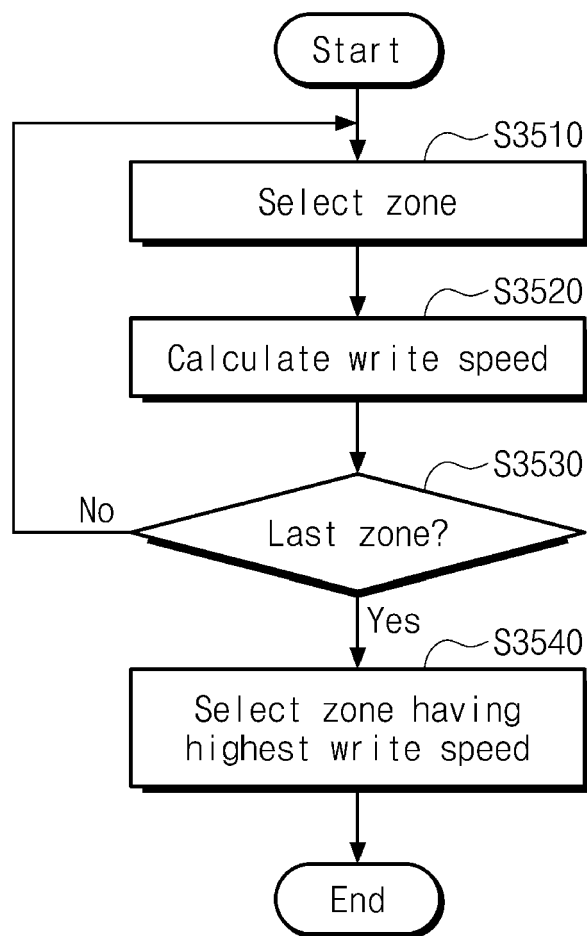 Start
S3510
Select zone
S3520
Calculate write speed
S3530
No
Last zone?
Yes
S3540
Select zone having
highest write speed
End